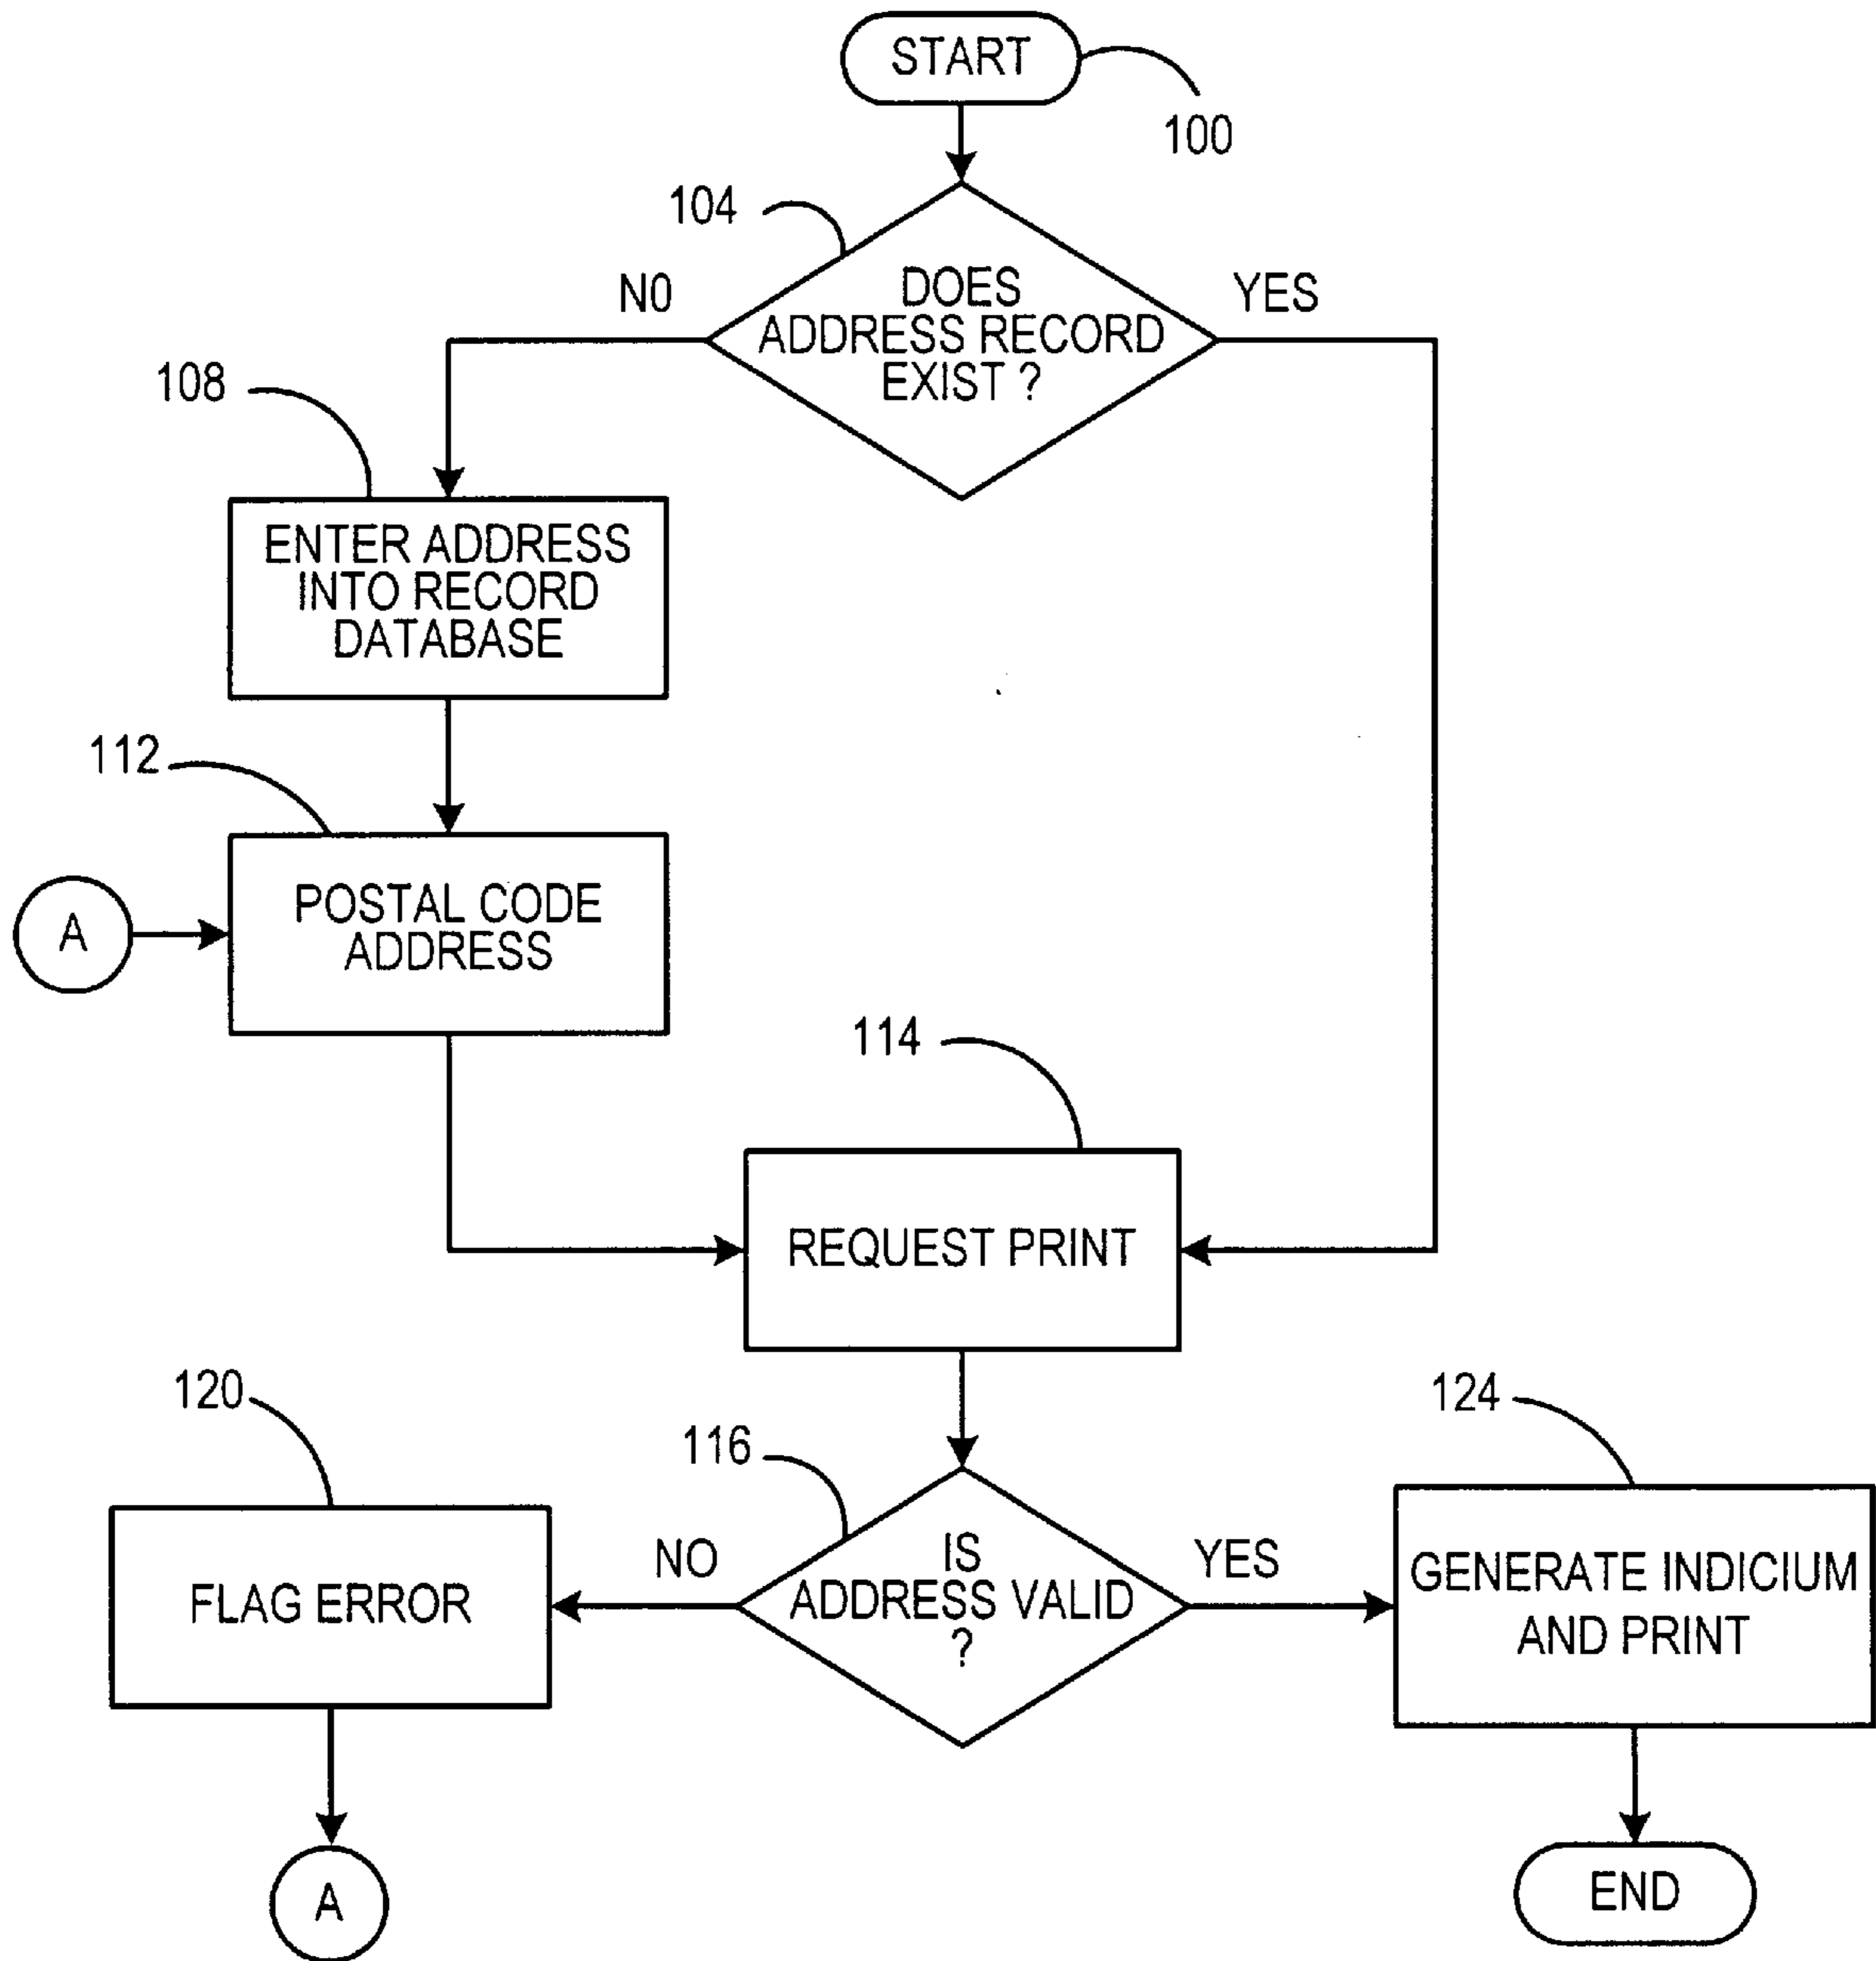 START
100
104
N0
DOES
ADDRESS RECORD
EXIST ?
YES
108
ENTER ADDRESS
INTO RECORD
DATABASE
112
A
POSTAL CODE
ADDRESS
114
REQUEST PRINT
120
116
124
FLAG ERROR
NO
IS
ADDRESS VALID
?
YES
GENERATE INDICIUM
AND PRINT
A
END